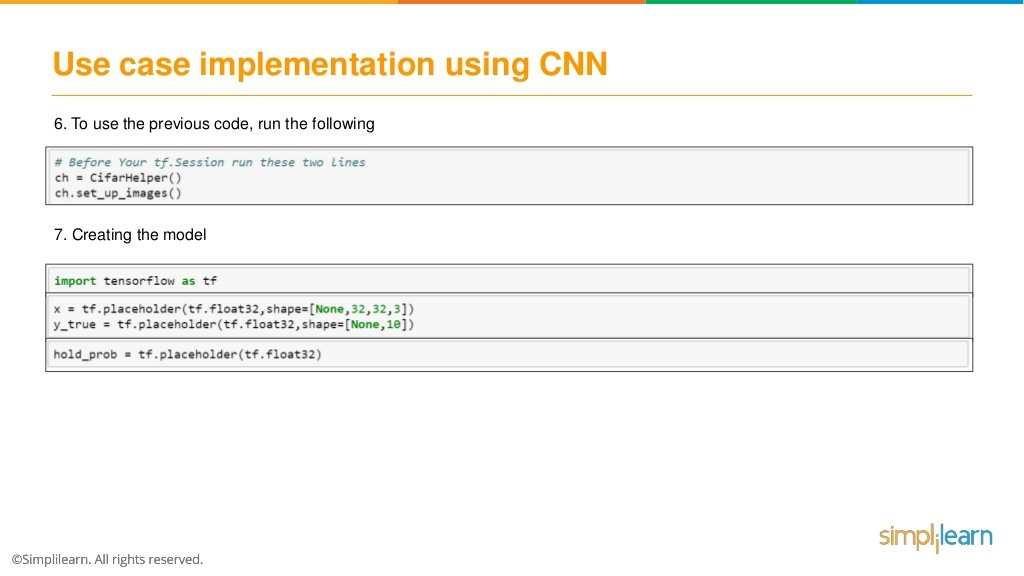 Use case implementation using CNN
6. To use the previous code, run the following
# Before Your tf.Session run these two lines
ch = CifarHelper()
ch.set_up_images()
7. Creating the model
import tensorflow as tf
x = tf.placeholder(tf.float32,shape=[None,32,32,3])
y_true = tf.placeholder(tf.float32,shape=[None,10])
hold_prob = tf.placeholder(tf.float32)
simplilearn
©Simplilearn. All rights reserved.